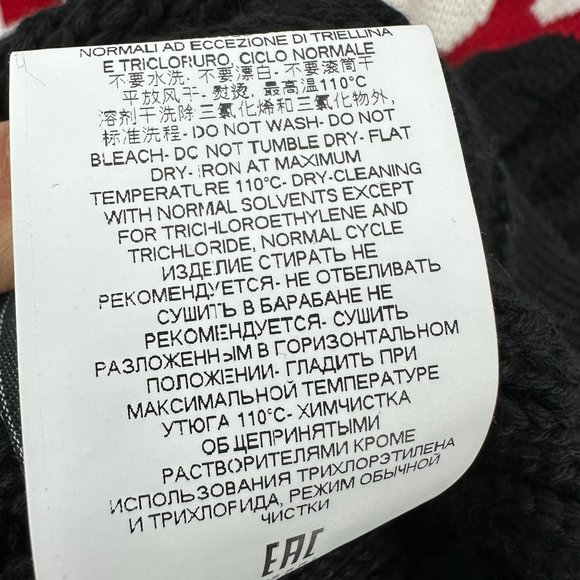 NORMALI AD ECCEZIONE DI TRIELLINA
E TRICLORURO, CICLO NORMALE
不要水洗- 不要漂白- 不要滚筒干
平放风干- 熨烫, 最高温110°C
溶剂干洗除三氯化烯和三氯化物外,
标准洗程- DO NOT WASH- DO NOT
BLEACH- DO NOT TUMBLE DRY- FLAT
DRY- IRON AT MAXIMUM
TEMPERATURE 110°C- DRY-CLEANING
WITH NORMAL SOLVENTS EXCEPT
FOR TRICHLOROETHYLENE AND
TRICHLORIDE, NORMAL CYCLE
ИЗДЕЛИЕ СТИРАТЬ НЕ
РЕКОМЕНДУЕТСЯ- НЕ ОТБЕЛИВАТЬ
СУШИТЬ В БАРАБАНЕ НЕ
РЕКОМЕНДУЕТСЯ- СУШИТЬ
РАЗЛОЖЕННЫМ В ГОРИЗОНТАЛЬНОМ
ПОЛОЖЕНИИ- ГЛАДИТЬ ПРИ
МАКСИМАЛЬНОЙ ТЕМПЕРАТУРЕ
УТЮГА 110°C- ХИМЧИСТКА
ОБЩЕПРИНЯТЫМИ
РАСТВОРИТЕЛЯМИ КРОМЕ
ИСПОЛЬЗОВАНИЯ ТРИХЛОРЭТИЛЕНА
И ТРИХЛОРИДА, РЕЖИМ ОБЫЧНОЙ
ЧИСТКИ
EAC